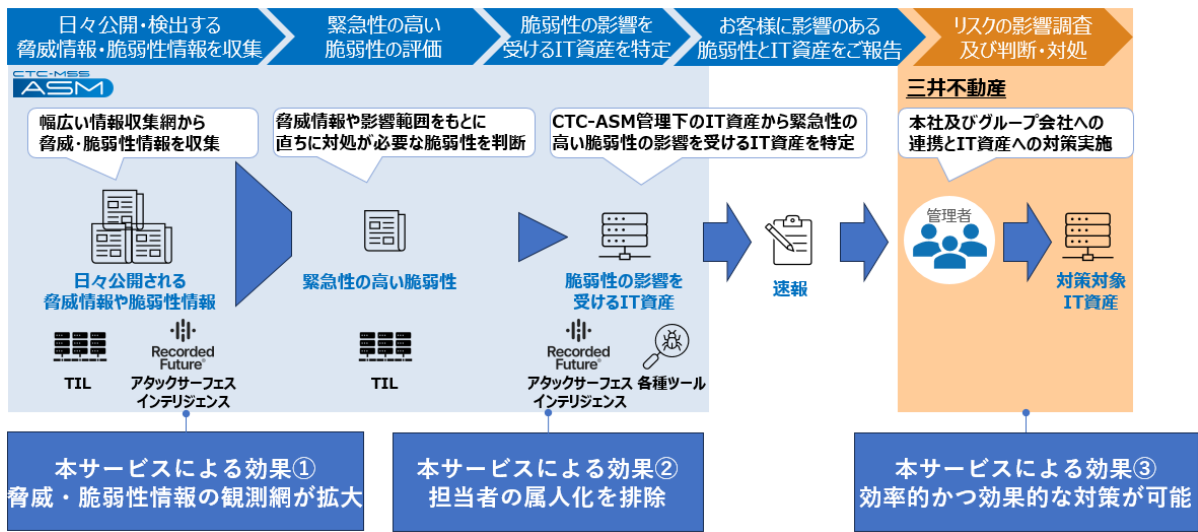 日々公開・検出する
脅威情報・脆弱性情報を収集
緊急性の高い
脆弱性の評価
脆弱性の影響を
受けるIT資産を特定
お客様に影響のある
脆弱性とIT資産をご報告
リスクの影響調査
及び判断・対処
CTC-MSS
ASM
三井不動産
幅広い情報収集網から
脅威・脆弱性情報を収集
脅威情報や影響範囲をもとに
直ちに対処が必要な脆弱性を判断
CTC-ASM管理下のIT資産から緊急性の
高い脆弱性の影響を受けるIT資産を特定
本社及びグループ会社への
連携とIT資産への対策実施
管理者
日々公開される
脅威情報や脆弱性情報
緊急性の高い脆弱性
脆弱性の影響を
受けるIT資産
速報
対策対象
IT資産
TIL
Recorded
Future®
アタックサーフェス
インテリジェンス
TIL
Recorded
Future®
アタックサーフェス
インテリジェンス
各種ツール
本サービスによる効果①
脅威・脆弱性情報の観測網が拡大
本サービスによる効果②
担当者の属人化を排除
本サービスによる効果③
効率的かつ効果的な対策が可能